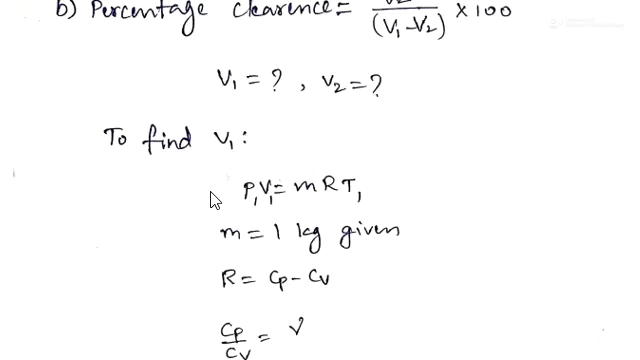 b) Percentage clearence = V2/(V1-V2) × 100
V1 = ? , V2 = ?
To find V1:
P1V1 = mRT1
m = 1 kg given
R = Cp - Cv
Cp/Cv = γ